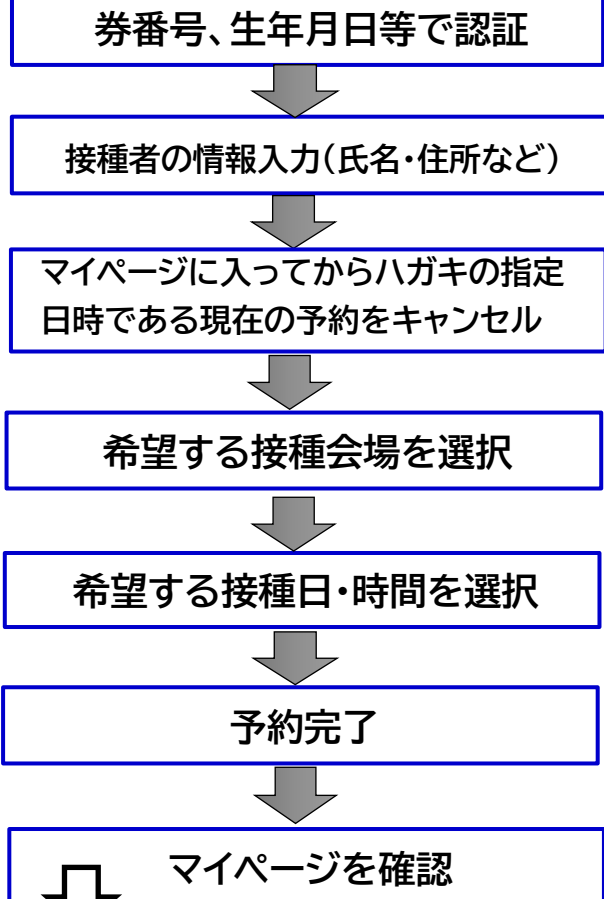 券番号、生年月日等で認証
接種者の情報入力(氏名・住所など)
マイページに入ってからハガキの指定
日時である現在の予約をキャンセル
希望する接種会場を選択
希望する接種日・時間を選択
予約完了
マイページを確認